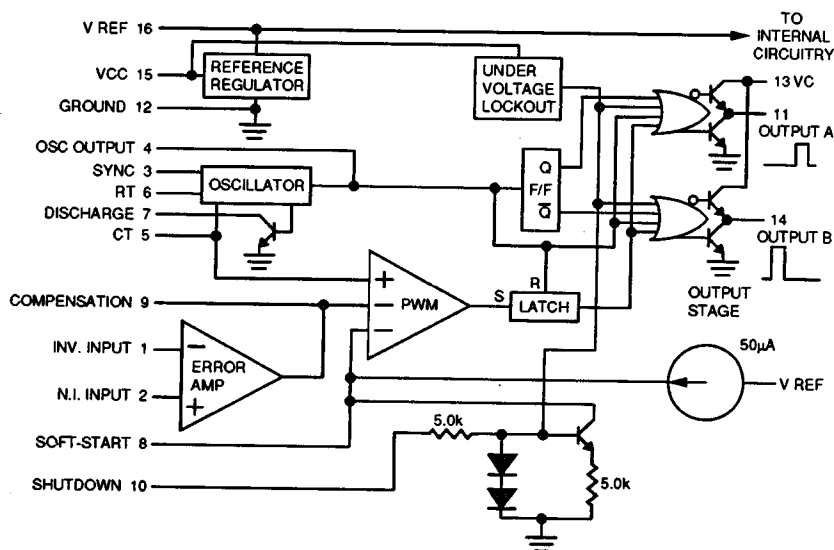 V REF 16
TO
INTERNAL
CIRCUITRY
VCC 15
REFERENCE
REGULATOR
UNDER
VOLTAGE
LOCKOUT
13 VC
GROUND 12
11
OUTPUT A
OSC OUTPUT 4
SYNC 3
RT 6
OSCILLATOR
Q
F/F
Q̅
DISCHARGE 7
CT 5
14
OUTPUT B
+
−
−
PWM
S
R
LATCH
OUTPUT
STAGE
COMPENSATION 9
50µA
INV. INPUT 1
−
ERROR
AMP
N.I. INPUT 2
+
V REF
SOFT-START 8
5.0k
SHUTDOWN 10
5.0k